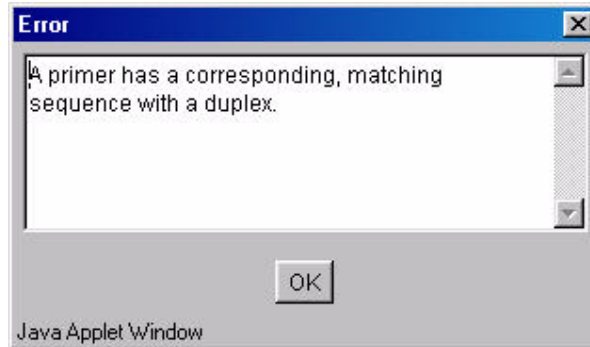 Error
A primer has a corresponding, matching
sequence with a duplex.
OK
Java Applet Window